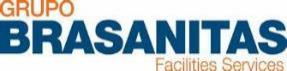 GRUPO
BRASANITAS
Facilities Services